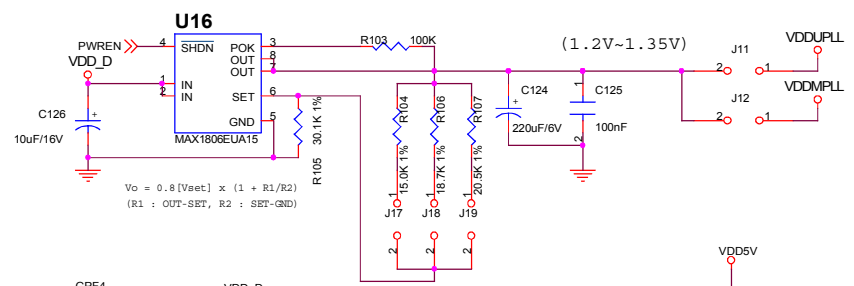 U16
PWREN
VDD_D
4
SHDN
POK
3
R103
100K
OUT
8
OUT
7
1
IN
2
IN
SET
6
GND
5
MAX1806EUA15
C126
+
10uF/16V
R105
30.1K 1%
Vo = 0.8[Vset] x (1 + R1/R2)
(R1 : OUT-SET, R2 : SET-GND)
R104
15.0K 1%
R106
18.7K 1%
R107
20.5K 1%
1
1
1
J17
J18
J19
2
2
2
(1.2V~1.35V)
C124
+
220uF/6V
1
C125
100nF
2
J11
2
1
VDDUPLL
J12
2
1
VDDMPLL
VDD5V